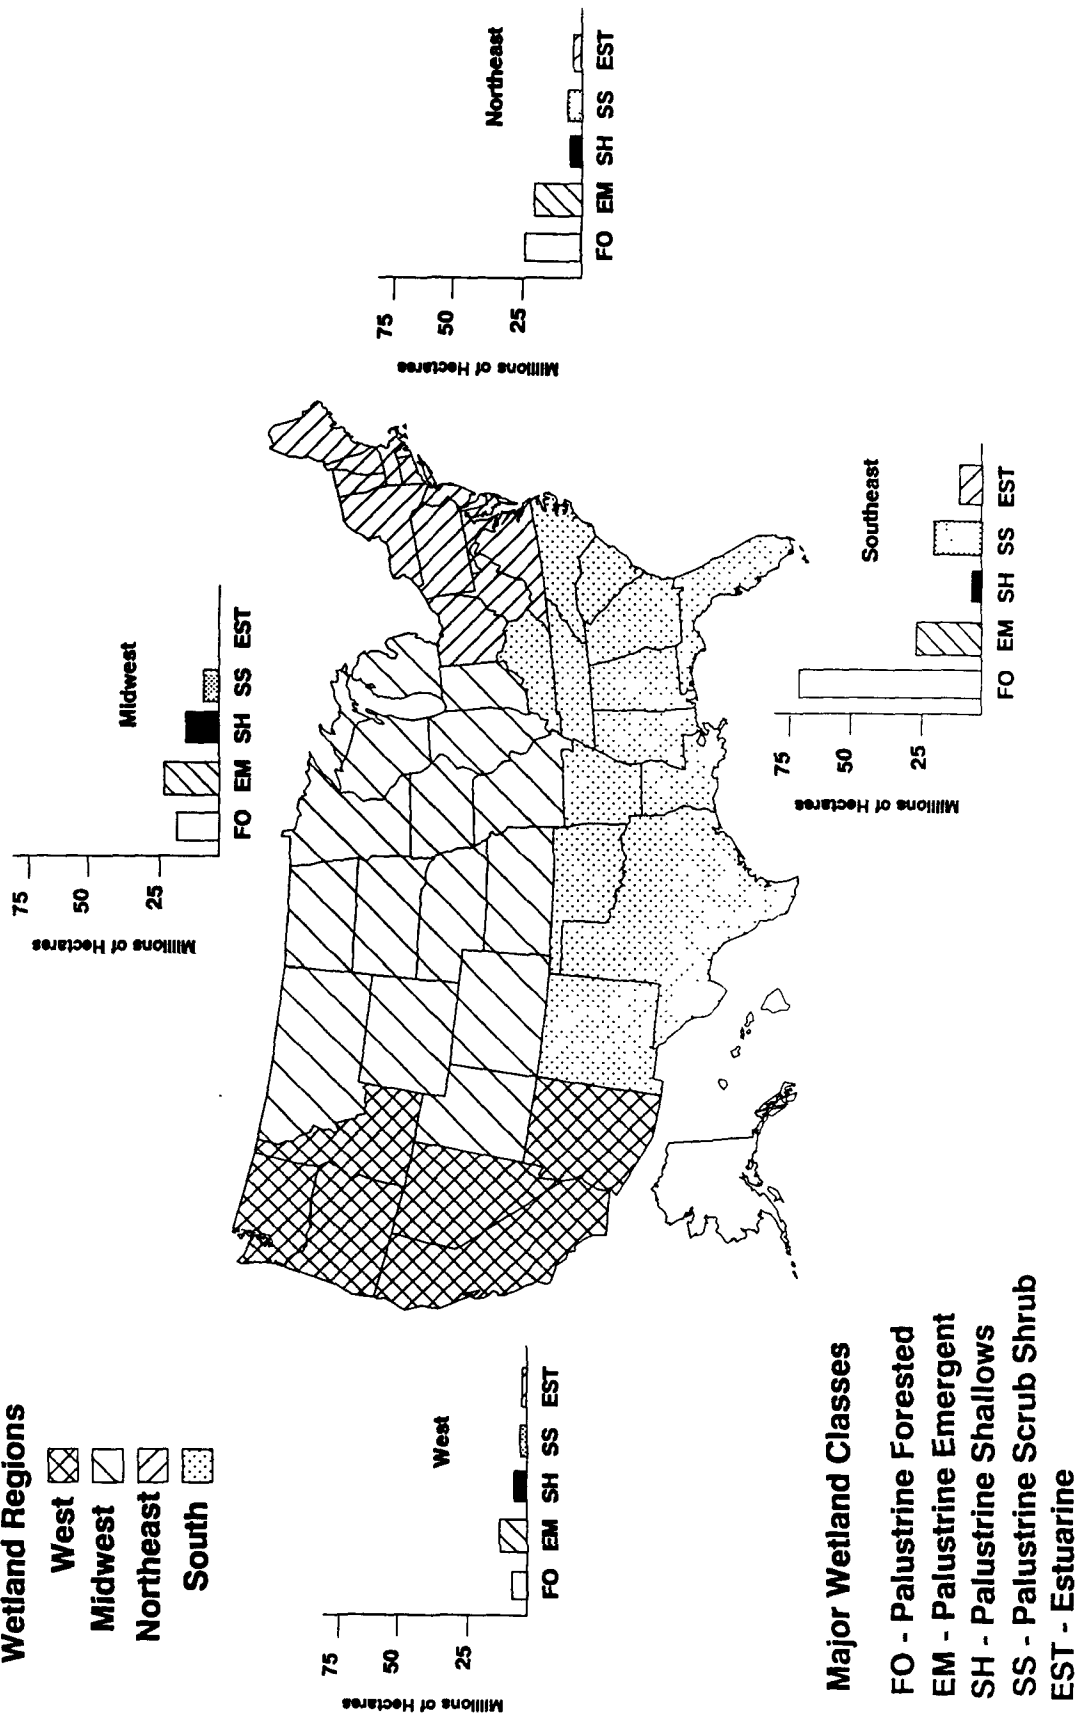 Wetland Regions
West
Midwest
Northeast
South
Midwest
Millions of Hectares
75
50
25
FO EM SH SS EST
West
Millions of Hectares
75
50
25
FO EM SH SS EST
Northeast
Millions of Hectares
75
50
25
FO EM SH SS EST
Southeast
Millions of Hectares
75
50
25
FO EM SH SS EST
Major Wetland Classes
FO - Palustrine Forested
EM - Palustrine Emergent
SH - Palustrine Shallows
SS - Palustrine Scrub Shrub
EST - Estuarine